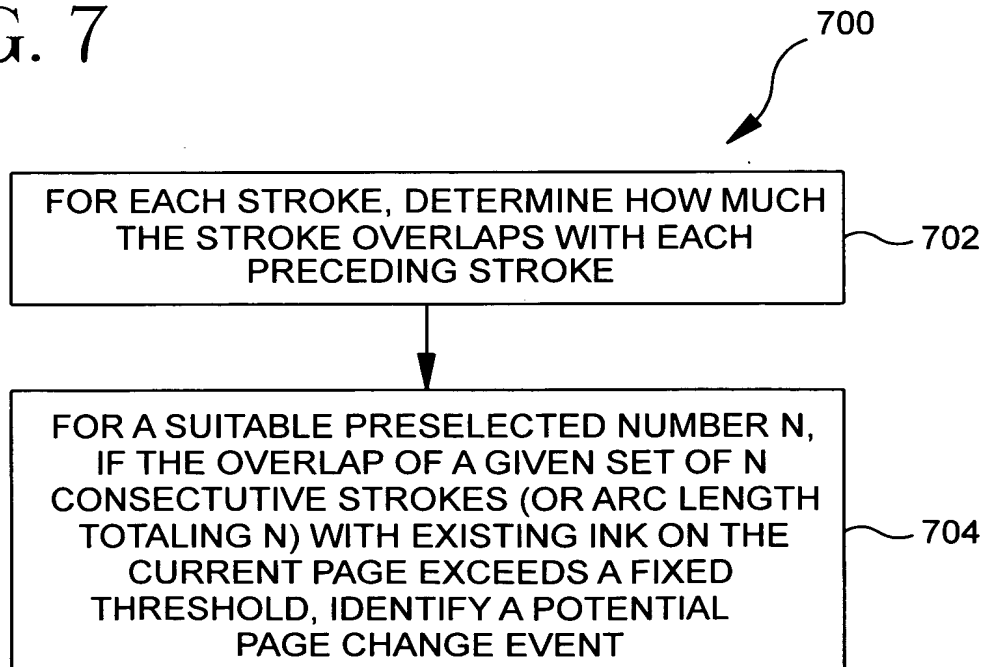 G. 7
700
FOR EACH STROKE, DETERMINE HOW MUCH
THE STROKE OVERLAPS WITH EACH
PRECEDING STROKE
702
FOR A SUITABLE PRESELECTED NUMBER N,
IF THE OVERLAP OF A GIVEN SET OF N
CONSECTUTIVE STROKES (OR ARC LENGTH
TOTALING N) WITH EXISTING INK ON THE
CURRENT PAGE EXCEEDS A FIXED
THRESHOLD, IDENTIFY A POTENTIAL
PAGE CHANGE EVENT
704